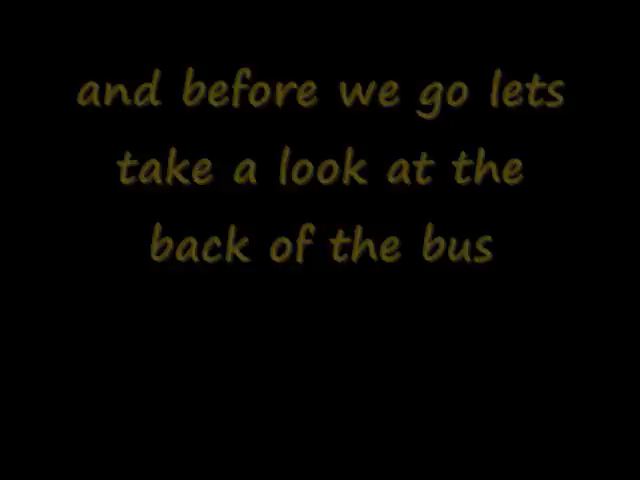 and before we go lets
take a look at the
back of the bus